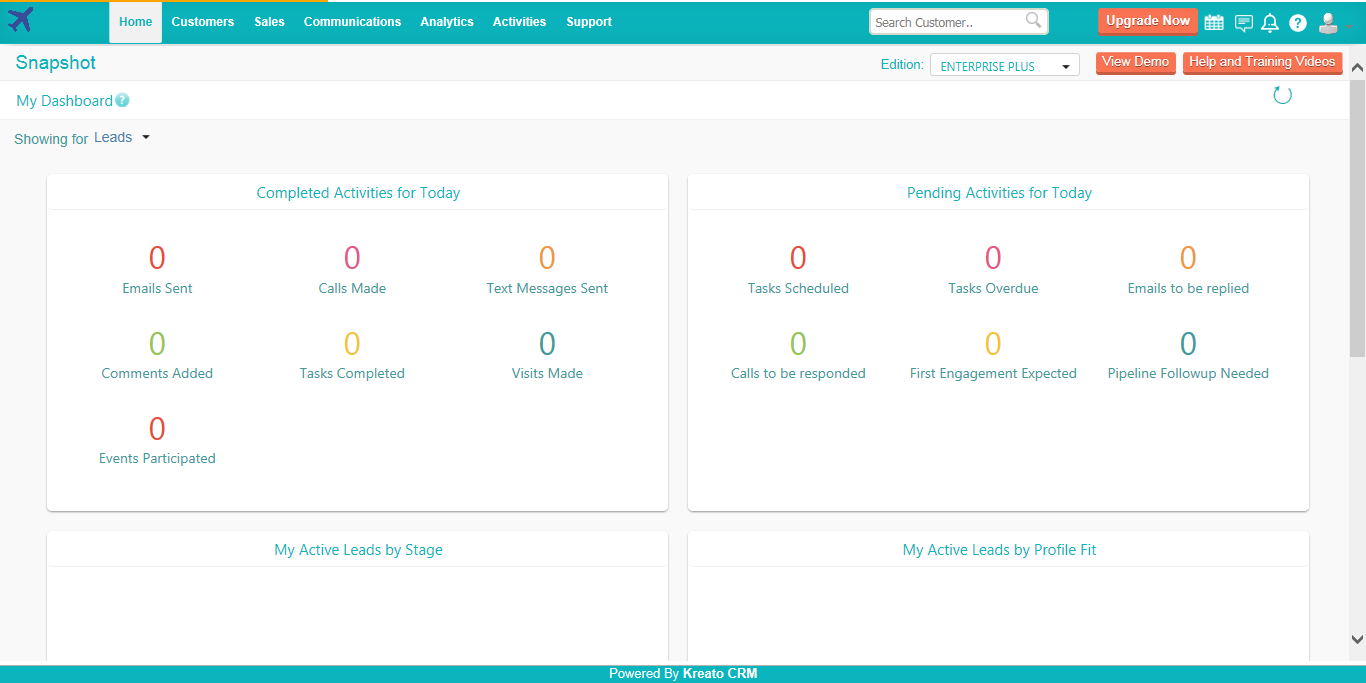 Home Customers Sales Communications Analytics Activities Support Search Customer.. Upgrade Now ?
Snapshot Edition: ENTERPRISE PLUS View Demo Help and Training Videos
My Dashboard ?
Showing for Leads
Completed Activities for Today
0 0 0
Emails Sent Calls Made Text Messages Sent
0 0 0
Comments Added Tasks Completed Visits Made
0
Events Participated
Pending Activities for Today
0 0 0
Tasks Scheduled Tasks Overdue Emails to be replied
0 0 0
Calls to be responded First Engagement Expected Pipeline Followup Needed
My Active Leads by Stage
My Active Leads by Profile Fit
Powered By Kreato CRM